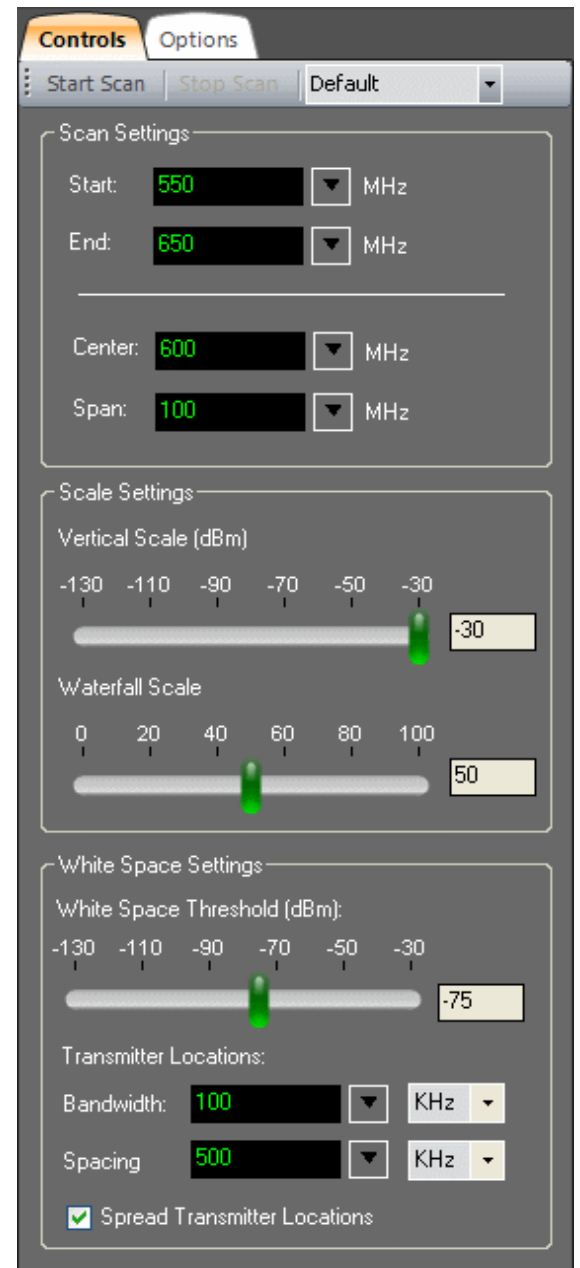 Controls Options
Start Scan Stop Scan Default
Scan Settings
Start: 550 MHz
End: 650 MHz
Center: 600 MHz
Span: 100 MHz
Scale Settings
Vertical Scale (dBm)
-130 -110 -90 -70 -50 -30
-30
Waterfall Scale
0 20 40 60 80 100
50
White Space Settings
White Space Threshold (dBm):
-130 -110 -90 -70 -50 -30
-75
Transmitter Locations:
Bandwidth: 100 KHz
Spacing 500 KHz
Spread Transmitter Locations